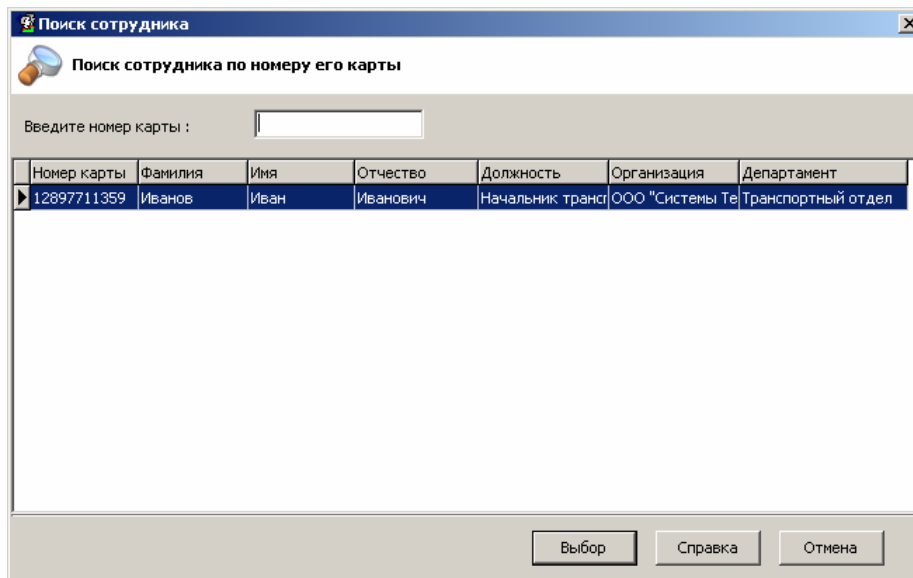 Поиск сотрудника
Поиск сотрудника по номеру его карты
Введите номер карты :
Номер карты Фамилия Имя Отчество Должность Организация Департамент
12897711359 Иванов Иван Иванович Начальник трансп ООО "Системы Те Транспортный отдел
Выбор Справка Отмена